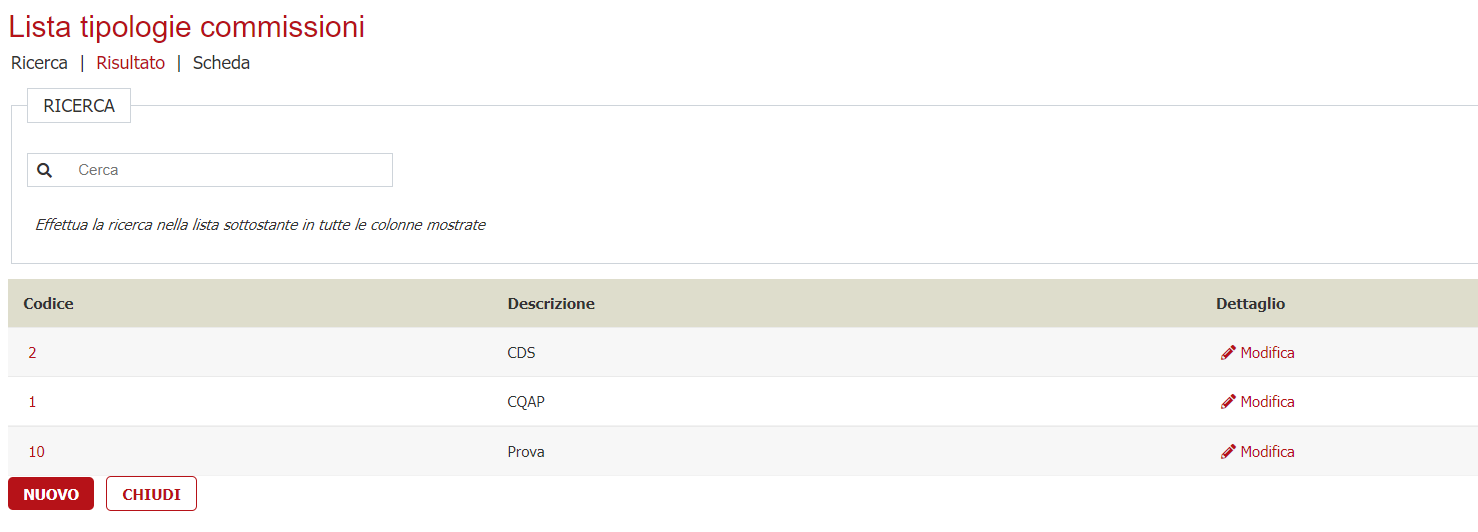 Lista tipologie commissioni
Ricerca | Risultato | Scheda
RICERCA
Cerca
Effettua la ricerca nella lista sottostante in tutte le colonne mostrate
Codice Descrizione Dettaglio
2 CDS Modifica
1 CQAP Modifica
10 Prova Modifica
NUOVO CHIUDI